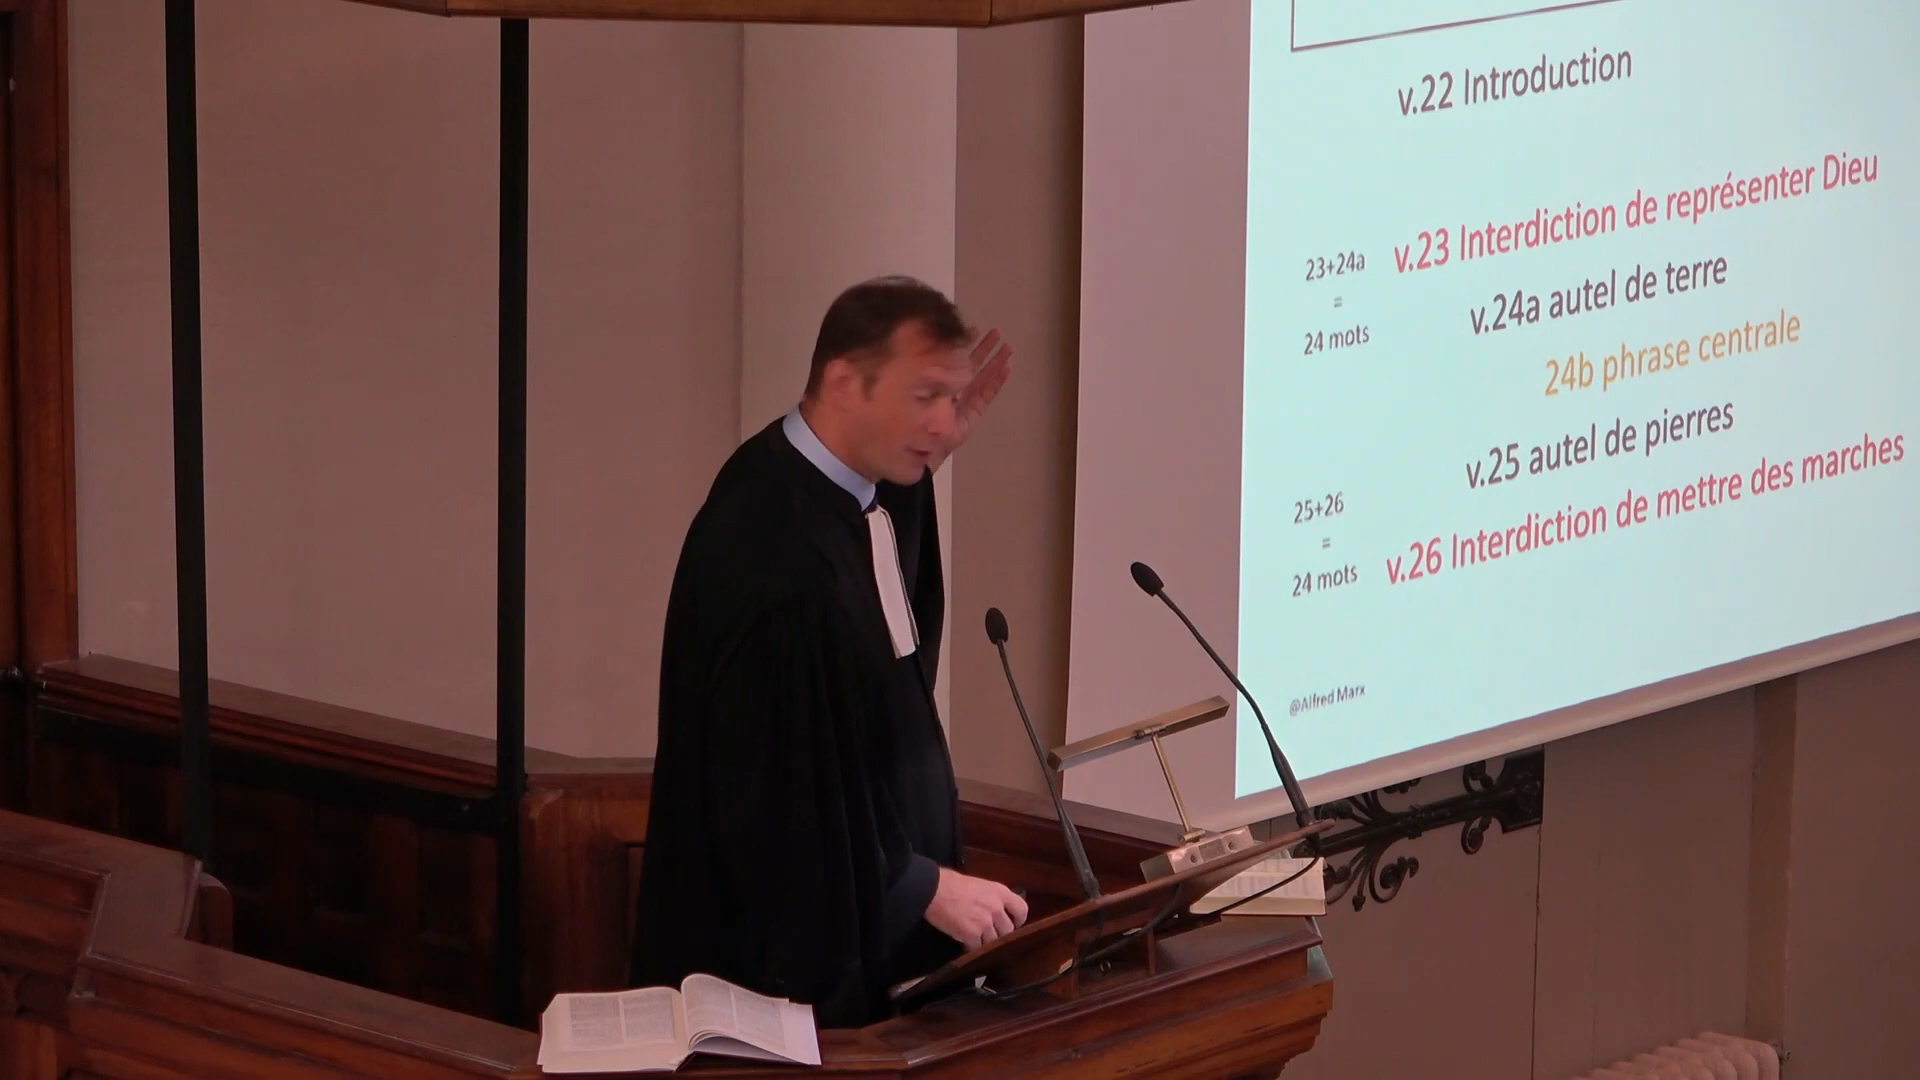 v.22 Introduction
v.23 Interdiction de représenter Dieu
23+24a
=
24 mots
v.24a autel de terre
24b phrase centrale
v.25 autel de pierres
25+26
=
24 mots
v.26 Interdiction de mettre des marches
@Alfred Marx